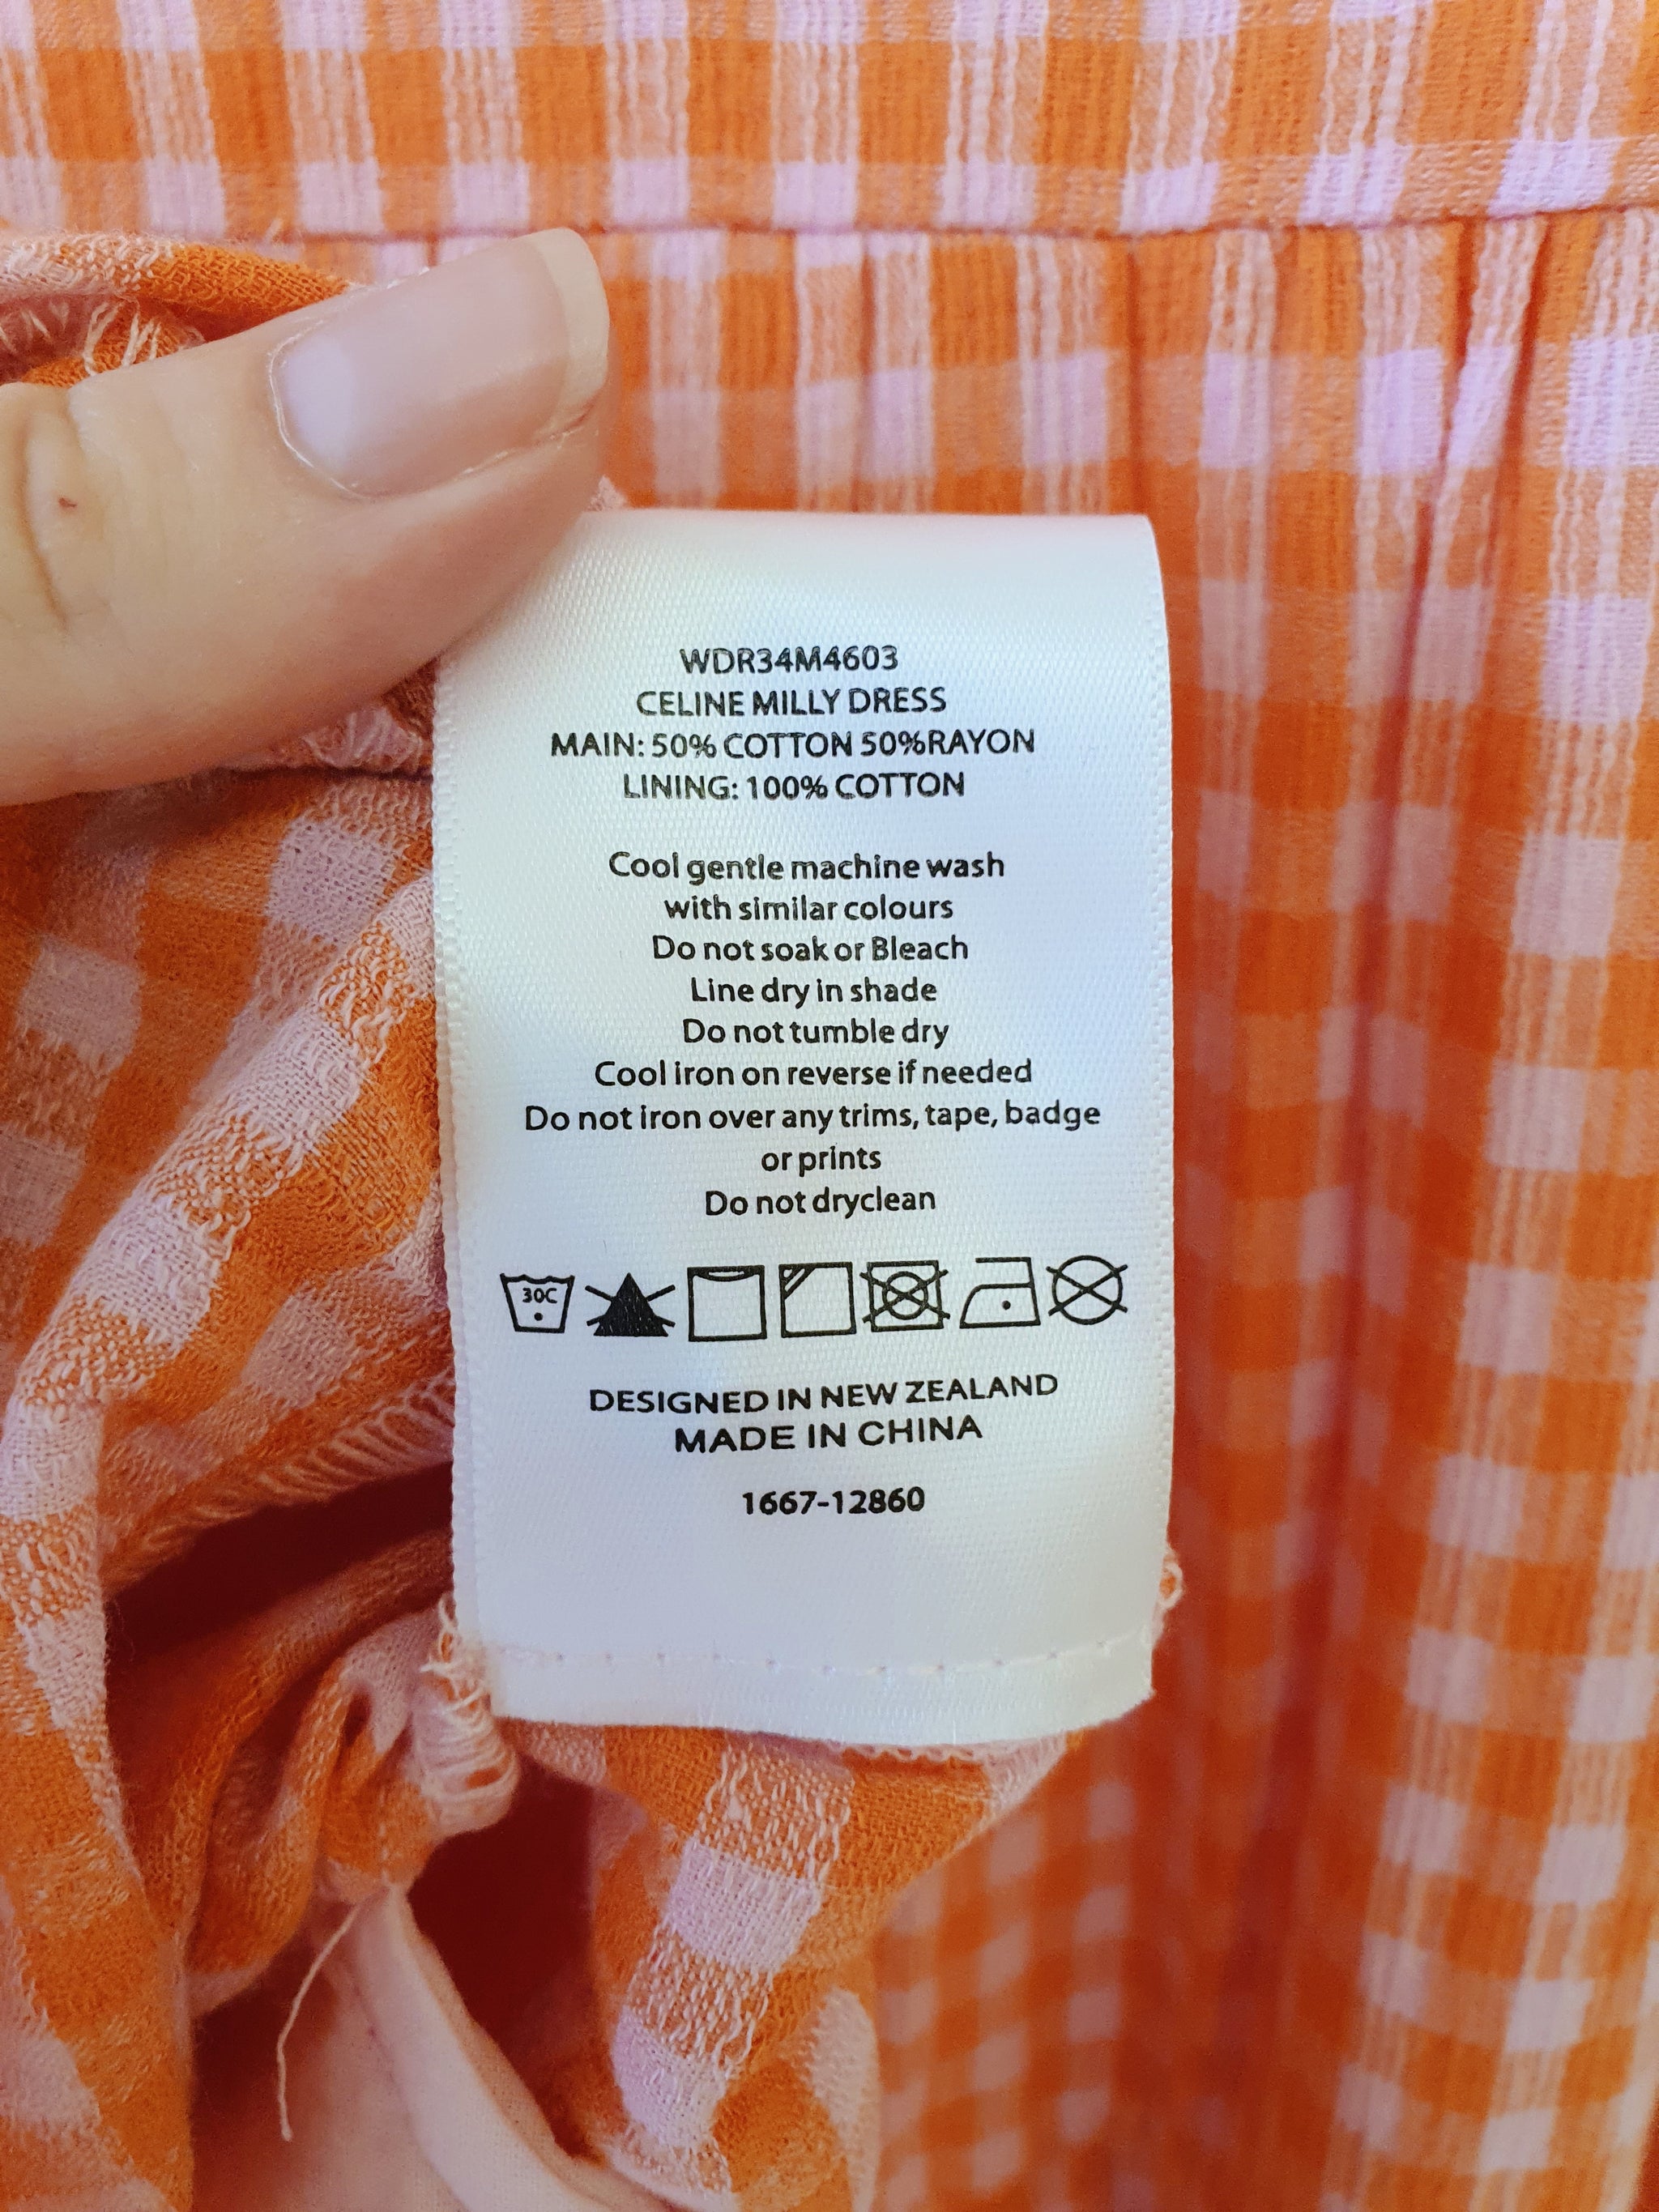 WDR34M4603
CELINE MILLY DRESS
MAIN: 50% COTTON 50%RAYON
LINING: 100% COTTON
Cool gentle machine wash
with similar colours
Do not soak or Bleach
Line dry in shade
Do not tumble dry
Cool iron on reverse if needed
Do not iron over any trims, tape, badge
or prints
Do not dryclean
30C
DESIGNED IN NEW ZEALAND
MADE IN CHINA
1667-12860